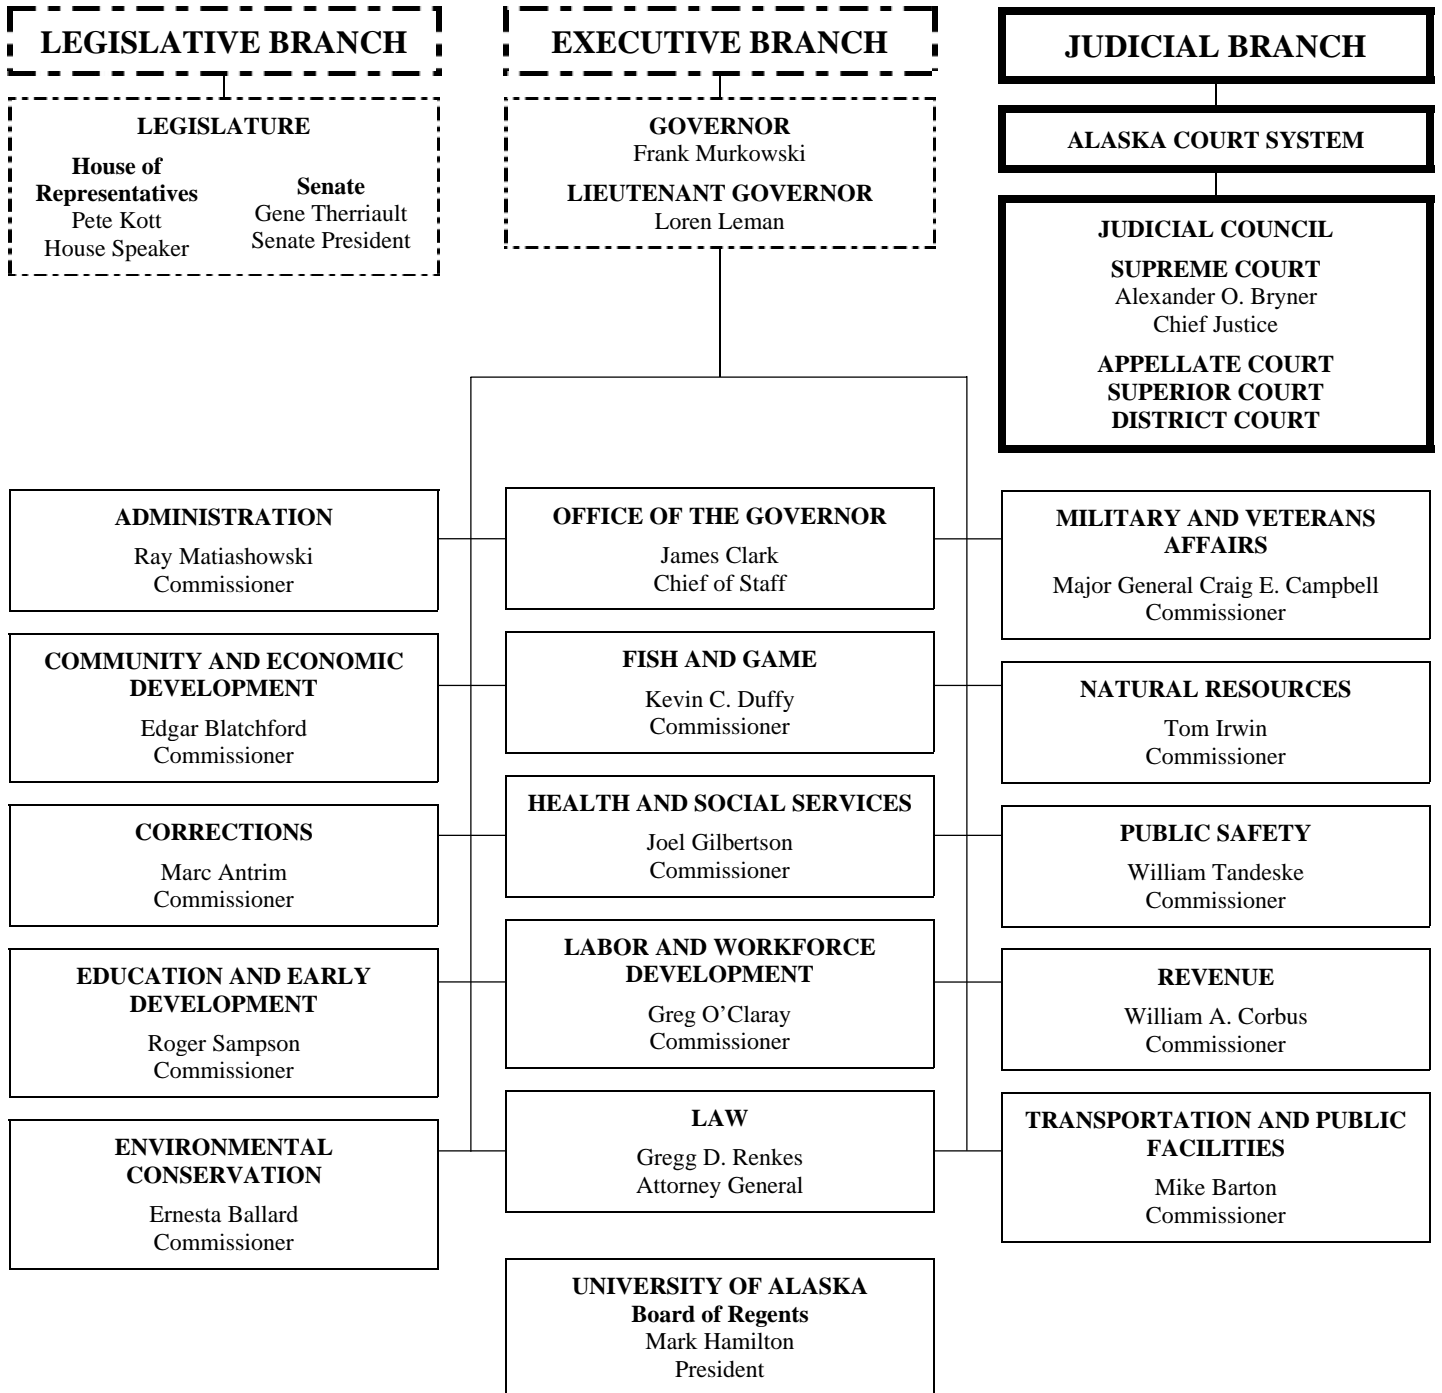 LEGISLATIVE BRANCH
LEGISLATURE
House of
Representatives
Pete Kott
House Speaker
Senate
Gene Therriault
Senate President
EXECUTIVE BRANCH
GOVERNOR
Frank Murkowski
LIEUTENANT GOVERNOR
Loren Leman
JUDICIAL BRANCH
ALASKA COURT SYSTEM
JUDICIAL COUNCIL
SUPREME COURT
Alexander O. Bryner
Chief Justice
APPELLATE COURT
SUPERIOR COURT
DISTRICT COURT
ADMINISTRATION
Ray Matiashowski
Commissioner
COMMUNITY AND ECONOMIC
DEVELOPMENT
Edgar Blatchford
Commissioner
CORRECTIONS
Marc Antrim
Commissioner
EDUCATION AND EARLY
DEVELOPMENT
Roger Sampson
Commissioner
ENVIRONMENTAL
CONSERVATION
Ernesta Ballard
Commissioner
OFFICE OF THE GOVERNOR
James Clark
Chief of Staff
FISH AND GAME
Kevin C. Duffy
Commissioner
HEALTH AND SOCIAL SERVICES
Joel Gilbertson
Commissioner
LABOR AND WORKFORCE
DEVELOPMENT
Greg O’Claray
Commissioner
LAW
Gregg D. Renkes
Attorney General
UNIVERSITY OF ALASKA
Board of Regents
Mark Hamilton
President
MILITARY AND VETERANS
AFFAIRS
Major General Craig E. Campbell
Commissioner
NATURAL RESOURCES
Tom Irwin
Commissioner
PUBLIC SAFETY
William Tandeske
Commissioner
REVENUE
William A. Corbus
Commissioner
TRANSPORTATION AND PUBLIC
FACILITIES
Mike Barton
Commissioner